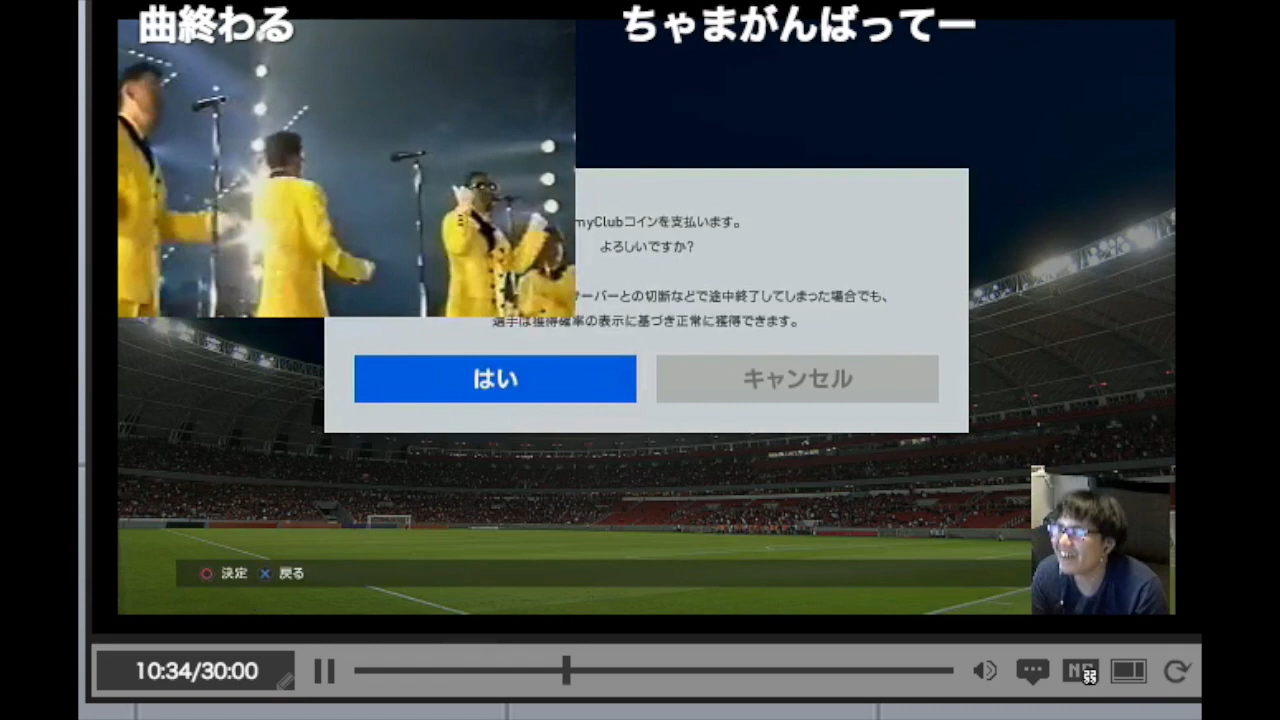 曲終わる
ちゃまがんばってー
myClubコインを支払います。
よろしいですか?
サーバーとの切断などで途中終了してしまった場合でも、
選手は獲得確率の表示に基づき正常に獲得できます。
はい
キャンセル
決定
戻る
10:34/30:00
NG
弱